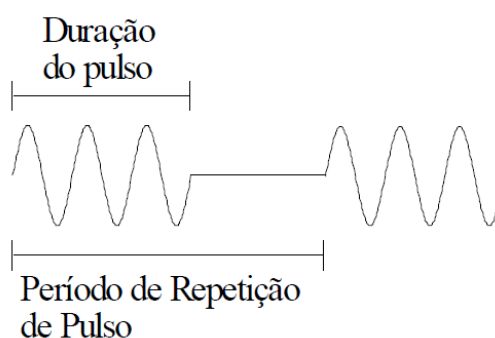 Duração
do pulso
Período de Repetição
de Pulso